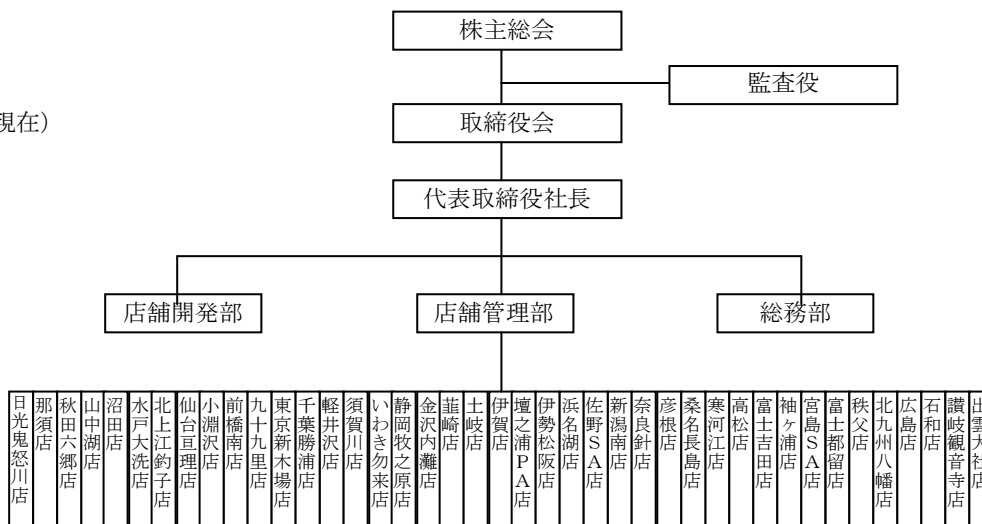 株主総会
監査役
現在)
取締役会
代表取締役社長
店舗開発部
店舗管理部
総務部
日光鬼怒川店
那須店
秋田六郷店
山中湖店
沼田店
水戸大洗店
北上江釣子店
仙台亘理店
小淵沢店
前橋南店
九十九里店
東京新木場店
千葉勝浦店
軽井沢店
須賀川店
いわき勿来店
静岡牧之原店
金沢内灘店
韮崎店
土岐店
伊賀店
壇之浦PA店
伊勢松阪店
浜名湖店
佐野SA店
新潟南店
奈良針店
彦根店
桑名長島店
寒河江店
高松店
富士吉田店
袖ヶ浦店
宮島SA店
富士都留店
秩父店
北九州八幡店
広島店
石和店
讃岐観音寺店
出雲大社店